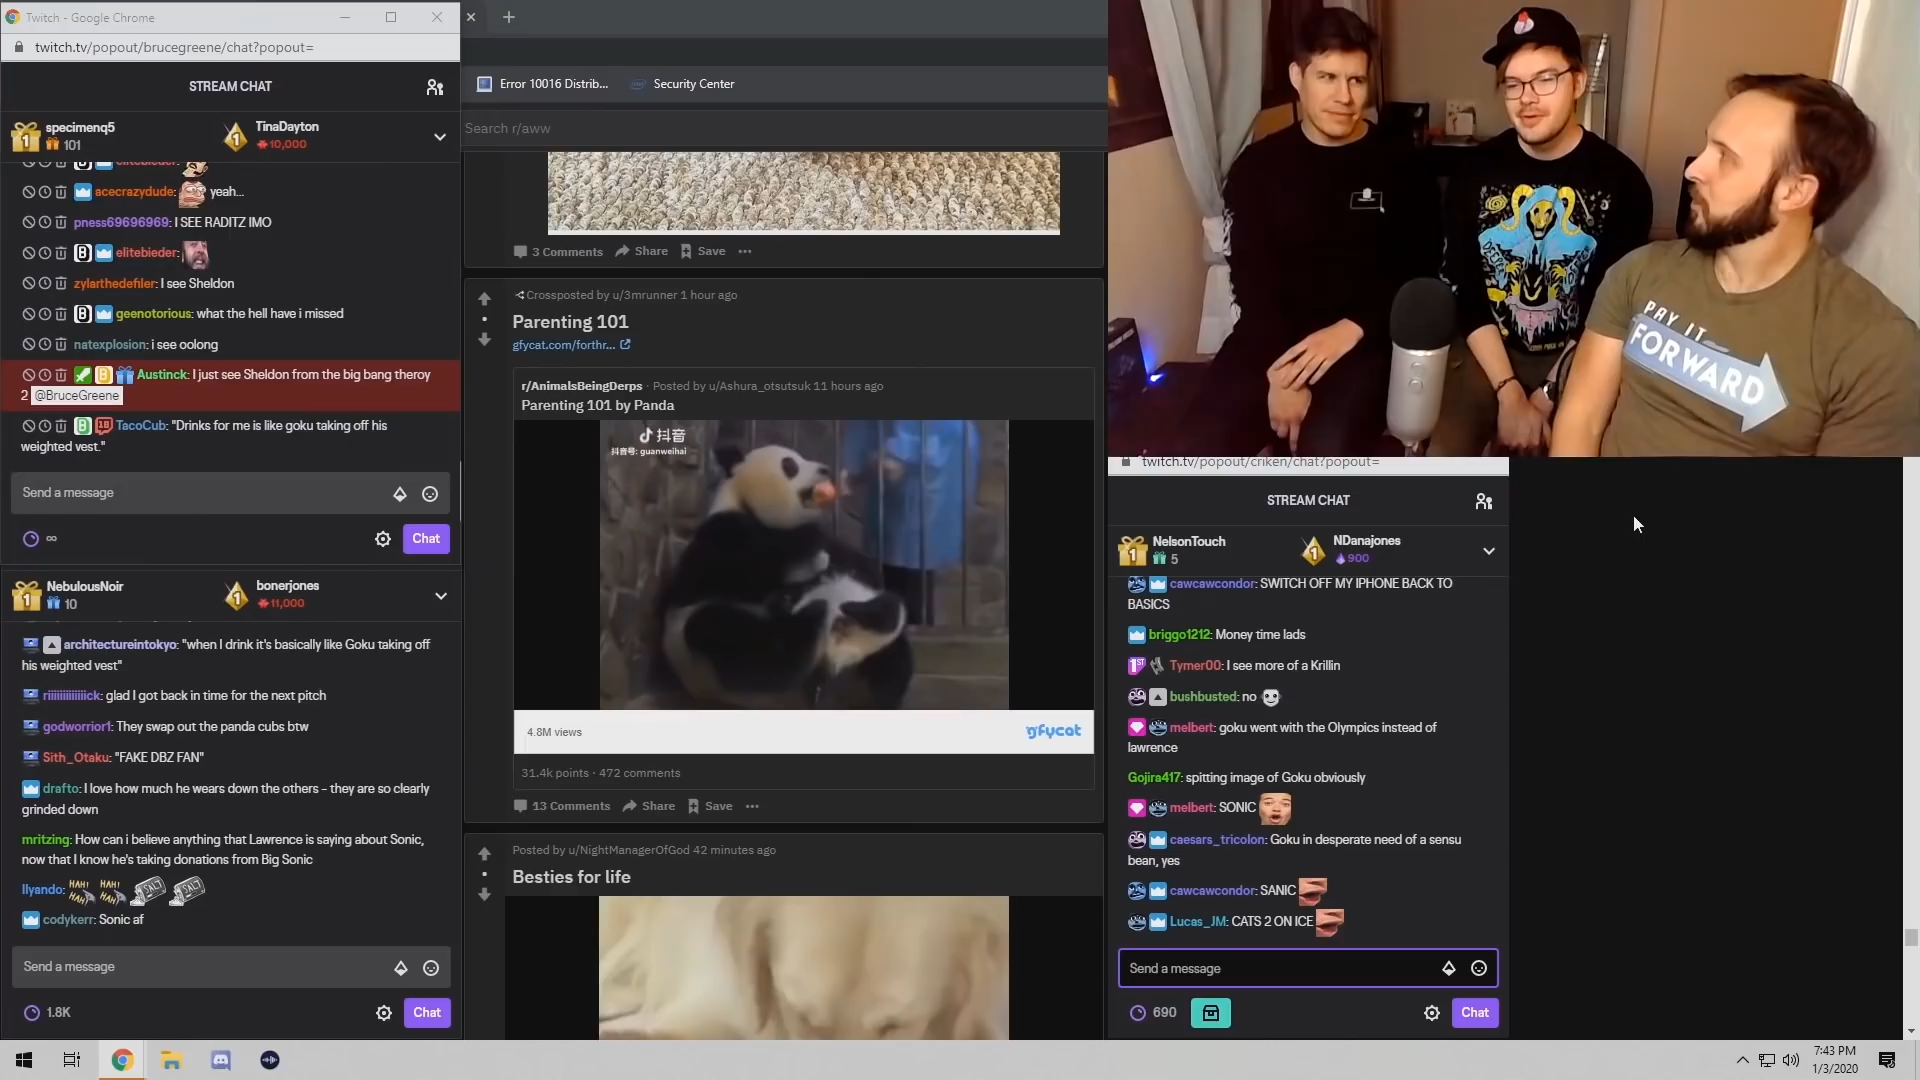 Twitch - Google Chrome
twitch.tv/popout/brucegreene/chat?popout=
STREAM CHAT
specimenq5
101
TinaDayton
10,000
elitebieder:
acecrazydude: yeah...
pness69696969: I SEE RADITZ IMO
elitebieder:
zylarthedefiler: I see Sheldon
geenotorious: what the hell have i missed
natexplosion: i see oolong
Austinck: I just see Sheldon from the big bang theroy
2 @BruceGreene
TacoCub: "Drinks for me is like goku taking off his
weighted vest."
Send a message
∞
Chat
NebulousNoir
10
bonerjones
11,000
architectureintokyo: "when I drink it's basically like Goku taking off
his weighted vest"
godworrior1: They swap out the panda cubs btw
glad I got back in time for the next pitch
Sith_Otaku: "FAKE DBZ FAN"
drafto: I love how much he wears down the others - they are so clearly
grinded down
mritzing: How can i believe anything that Lawrence is saying about Sonic,
now that I know he's taking donations from Big Sonic
llyando: HAH! HAH! HAH! HAH! SALT SALT
codykerr: Sonic af
Send a message
1.8K
Chat
Error 10016 Distrib...
Security Center
Search r/aww
3 Comments Share Save
Crossposted by u/3mrunner 1 hour ago
Parenting 101
gfycat.com/forthr...
r/AnimalsBeingDerps · Posted by u/Ashura_otsutsuk 11 hours ago
Parenting 101 by Panda
抖音
抖音号: guanweihai
4.8M views
gfycat
31.4k points · 472 comments
13 Comments Share Save
Posted by u/NightManagerOfGod 42 minutes ago
Besties for life
PAY IT
FORWARD
twitch.tv/popout/criken/chat?popout=
STREAM CHAT
NelsonTouch
5
NDanajones
900
cawcawcondor: SWITCH OFF MY IPHONE BACK TO
BASICS
briggo1212: Money time lads
1ST Tymer00: I see more of a Krillin
bushbusted: no
melbert: goku went with the Olympics instead of
lawrence
Gojira417: spitting image of Goku obviously
melbert: SONIC
caesars_tricolon: Goku in desperate need of a sensu
bean, yes
cawcawcondor: SANIC
Lucas_JM: CATS 2 ON ICE
Send a message
690
Chat
7:43 PM
1/3/2020